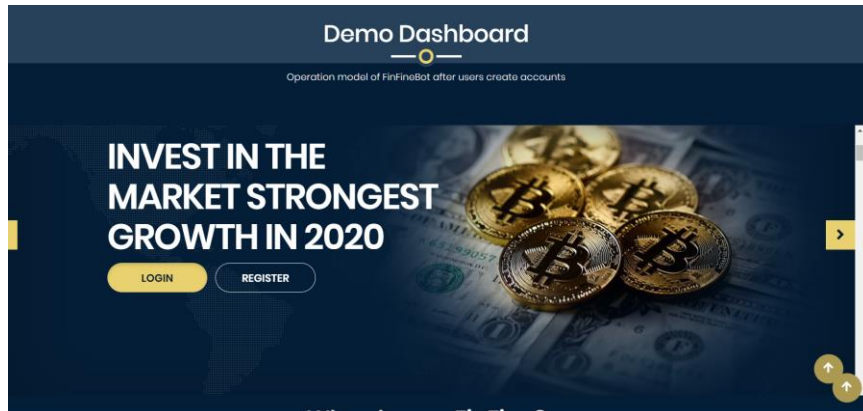 Demo Dashboard
Operation model of FinFineBot after users create accounts
INVEST IN THE
MARKET STRONGEST
GROWTH IN 2020
LOGIN
REGISTER